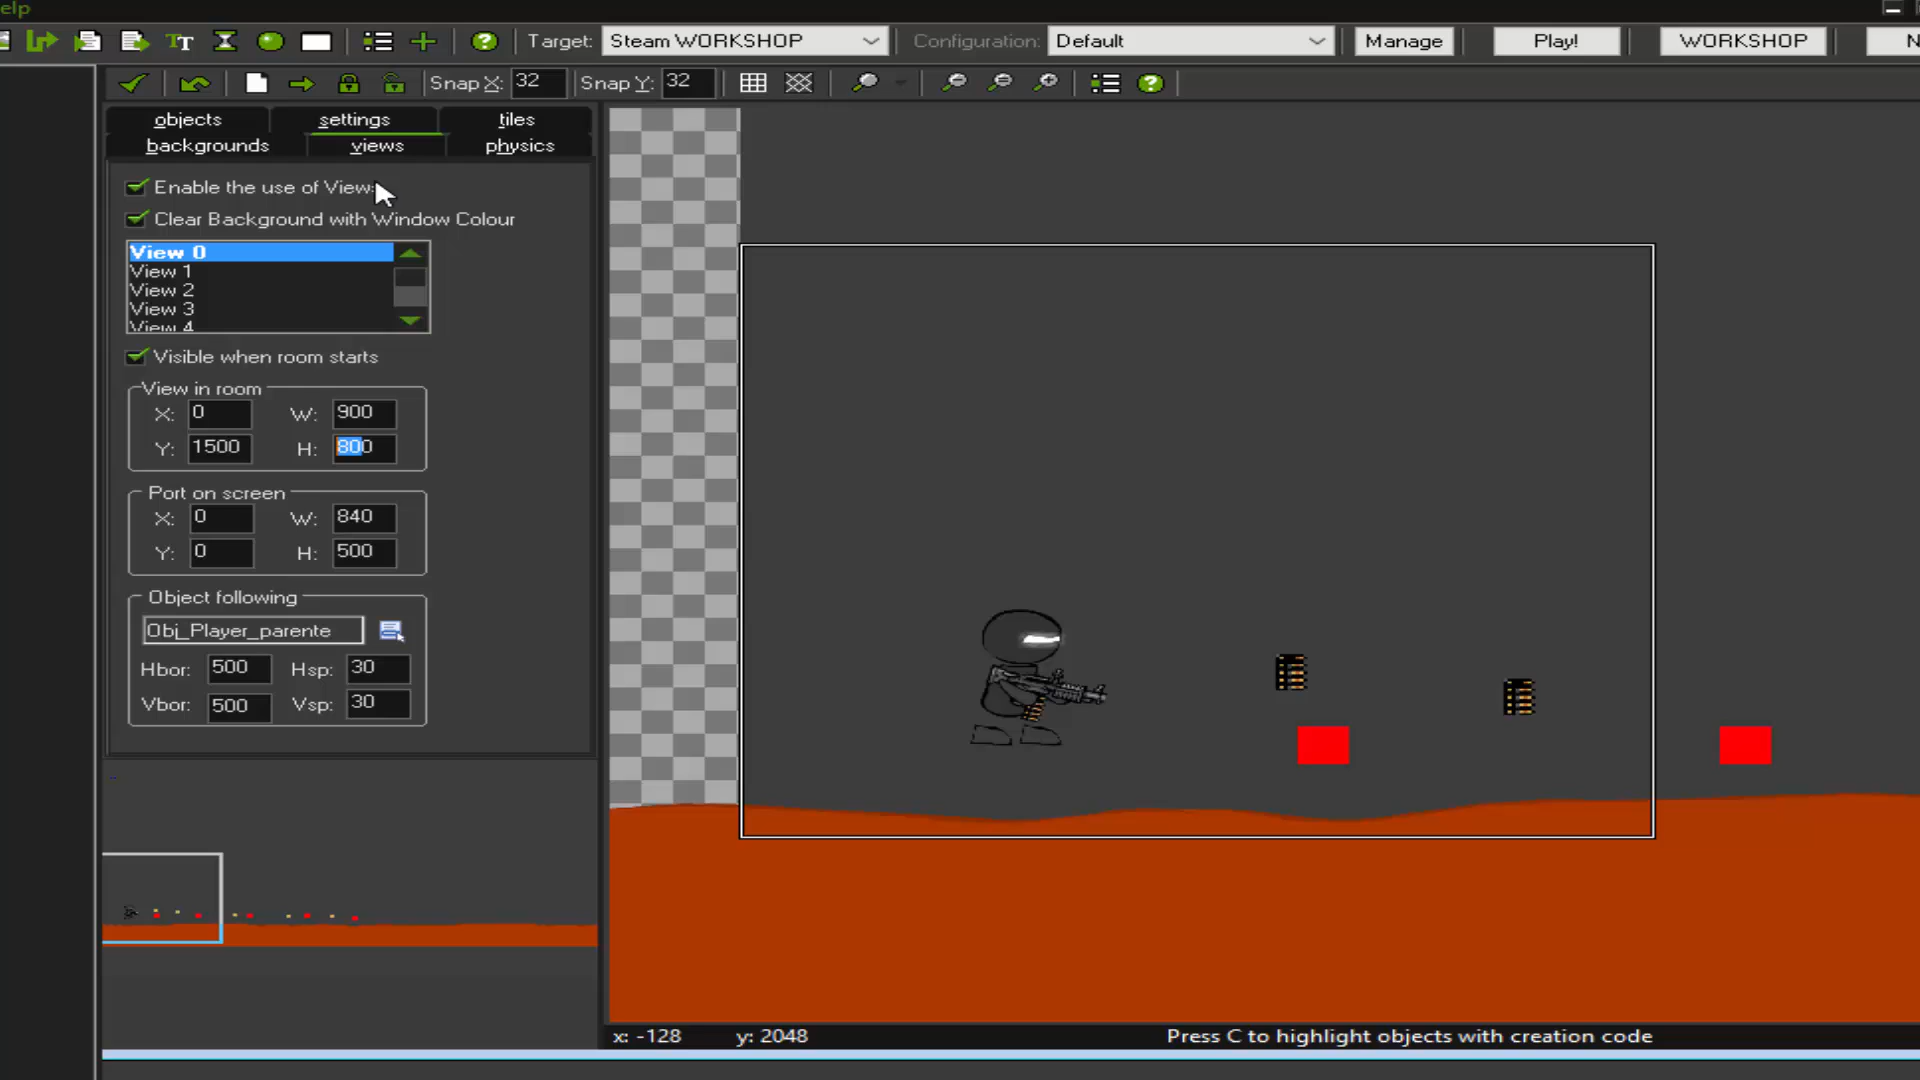 elp
Target: Steam WORKSHOP Configuration: Default Manage Play! WORKSHOP N
Snap X: 32 Snap Y: 32
objects settings tiles
backgrounds views physics
Enable the use of Views
Clear Background with Window Colour
View 0
View 1
View 2
View 3
View 4
Visible when room starts
View in room
X: 0 W: 900
Y: 1500 H: 800
Port on screen
X: 0 W: 840
Y: 0 H: 500
Object following
Obj_Player_parente
Hbor: 500 Hsp: 30
Vbor: 500 Vsp: 30
x: -128 y: 2048 Press C to highlight objects with creation code